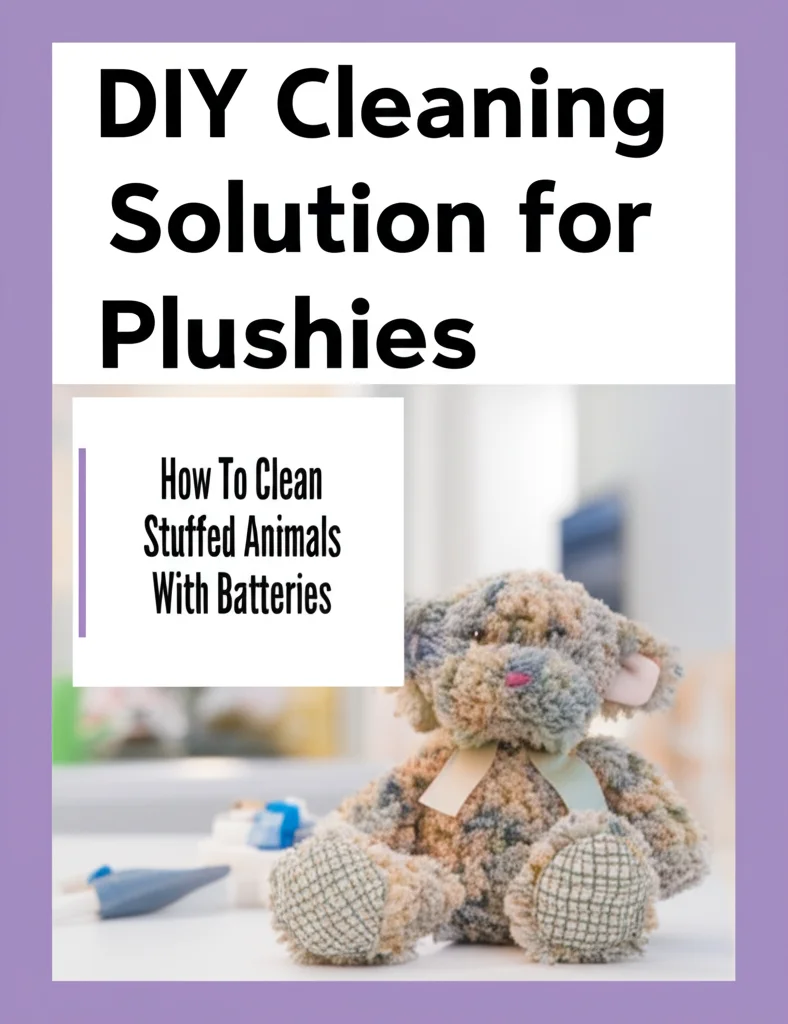 DIY Cleaning
Solution for
Plushies
How To Clean
Stuffed Animals
With Batteries